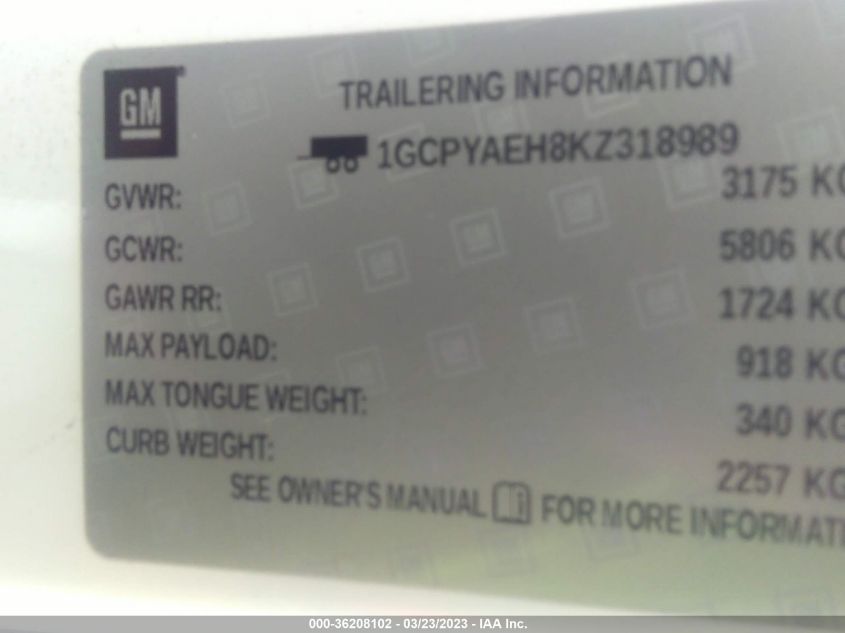 GM
TRAILERING INFORMATION
1GCPYAEH8KZ318989
GVWR: 3175 KG
GCWR: 5806 KG
GAWR RR: 1724 KG
MAX PAYLOAD: 918 KG
MAX TONGUE WEIGHT: 340 KG
CURB WEIGHT: 2257 KG
SEE OWNER'S MANUAL FOR MORE INFORMATI
000-36208102 - 03/23/2023 - IAA Inc.